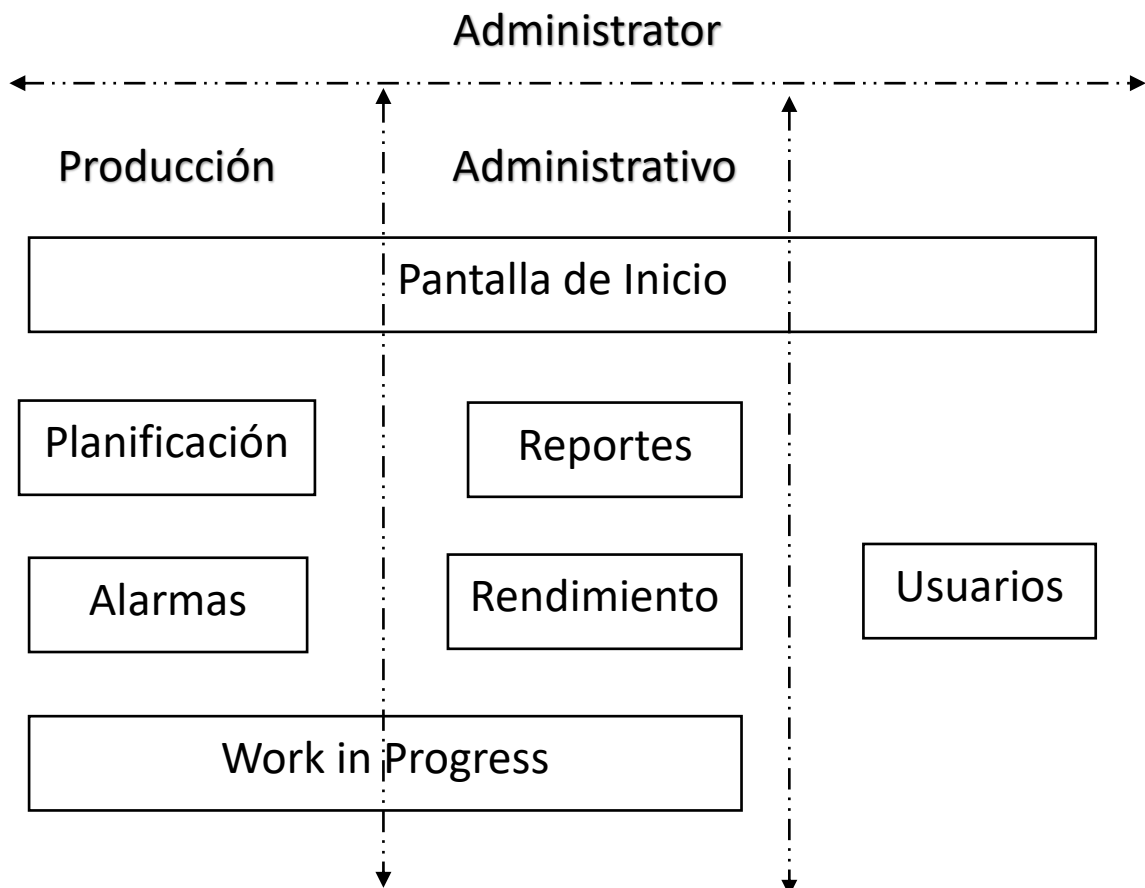 Administrator
Producción
Administrativo
Pantalla de Inicio
Planificación
Reportes
Alarmas
Rendimiento
Usuarios
Work in Progress